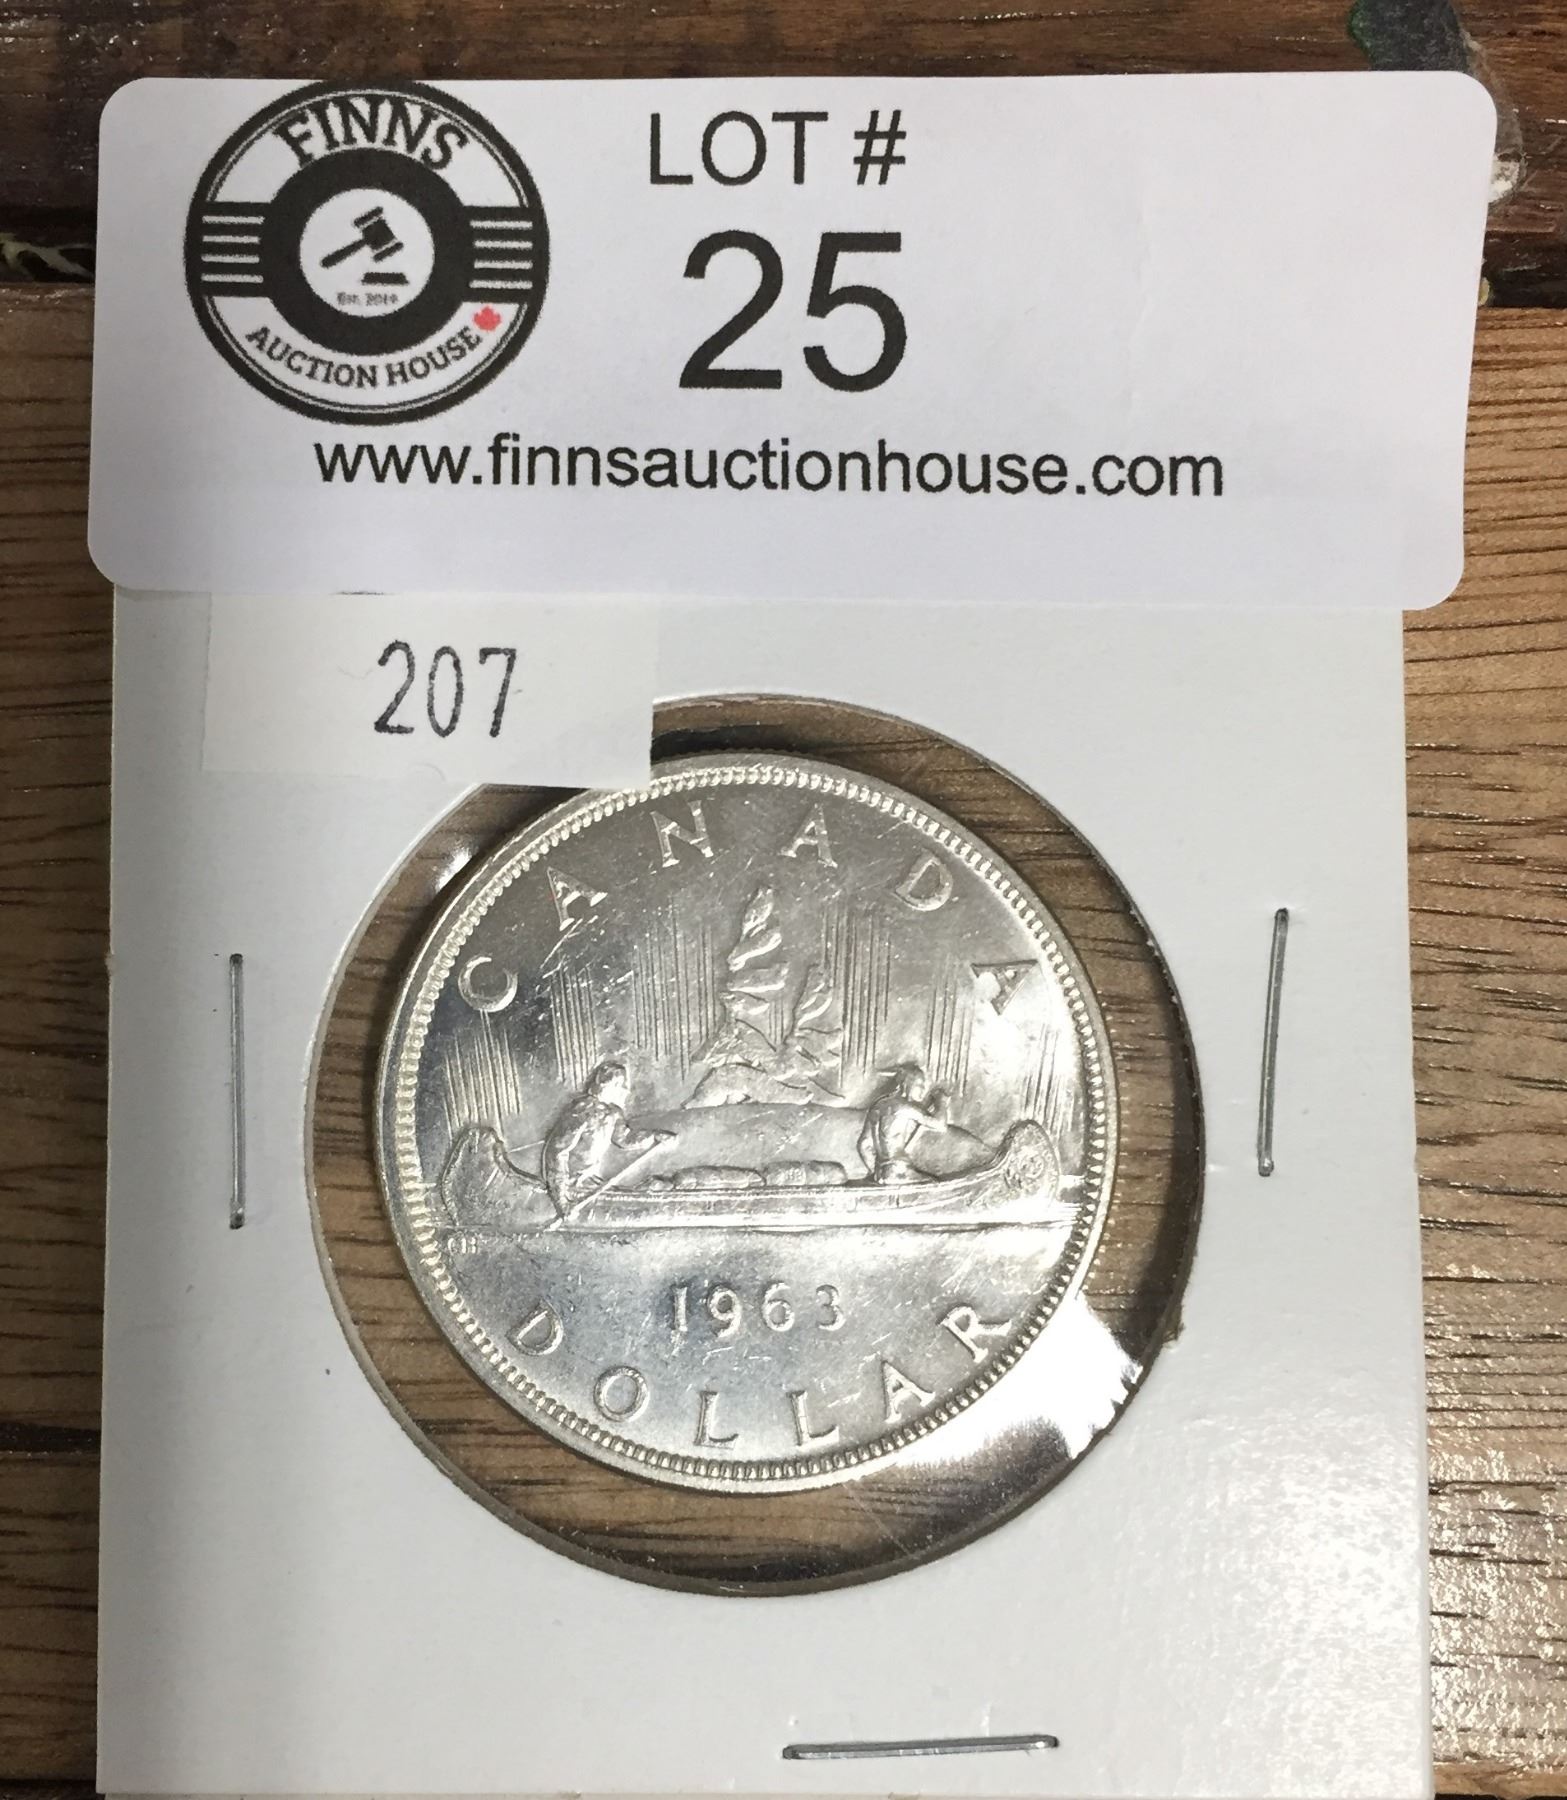 FINNS
Est. 2019
AUCTION HOUSE
LOT #
25
www.finnsauctionhouse.com
207
CANADA
1963
DOLLAR